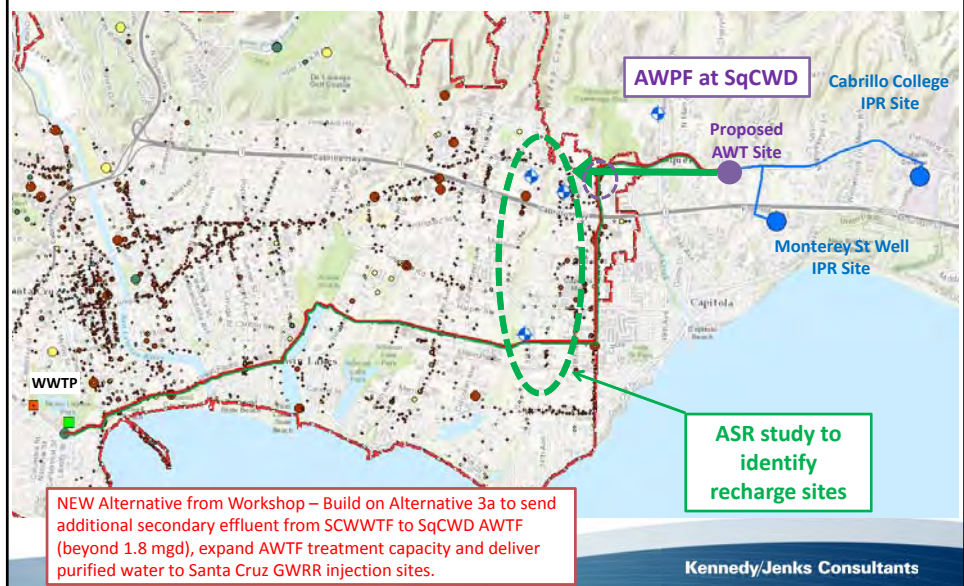 AWPF at SqCWD
Cabrillo College
IPR Site
Proposed
AWT Site
Monterey St Well
IPR Site
Capitola
WWTP
ASR study to
identify
recharge sites
NEW Alternative from Workshop – Build on Alternative 3a to send
additional secondary effluent from SCWWTF to SqCWD AWTF
(beyond 1.8 mgd), expand AWTF treatment capacity and deliver
purified water to Santa Cruz GWRR injection sites.
Kennedy/Jenks Consultants